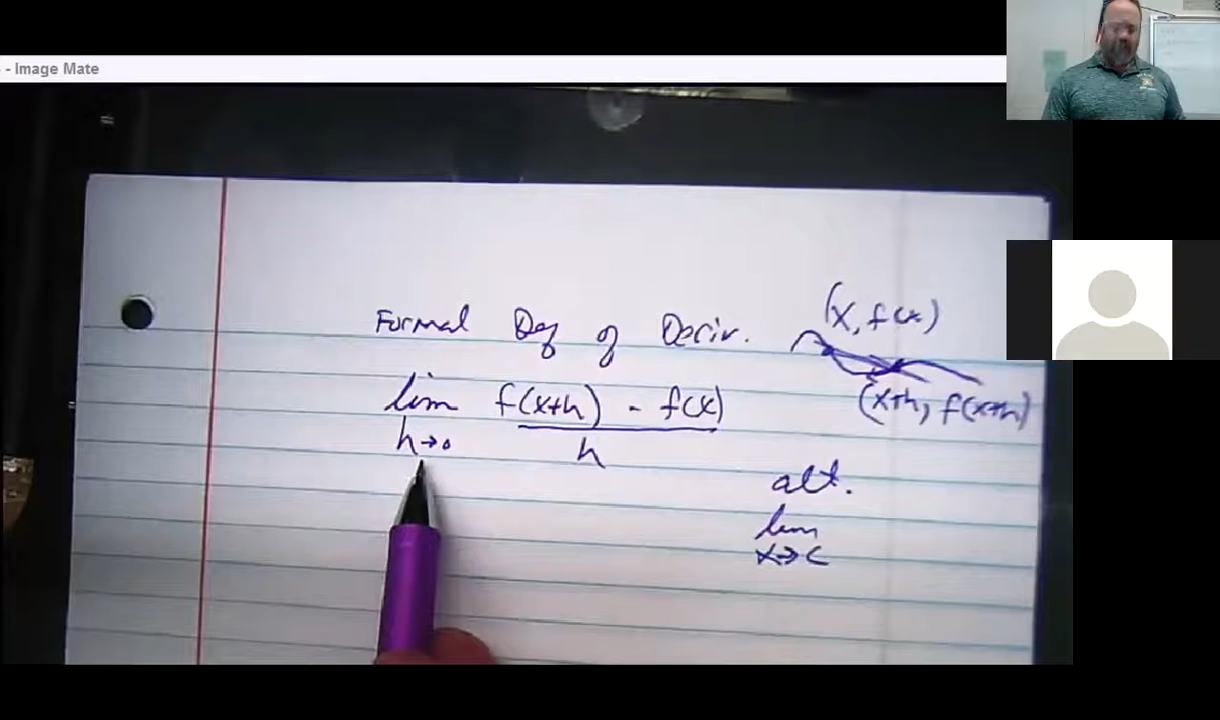 - Image Mate
Formal Def of Deriv.
(x, f(x))
lim f(x+h) - f(x)
h→0 h
(x+h, f(x+h))
alt.
lim
x→c